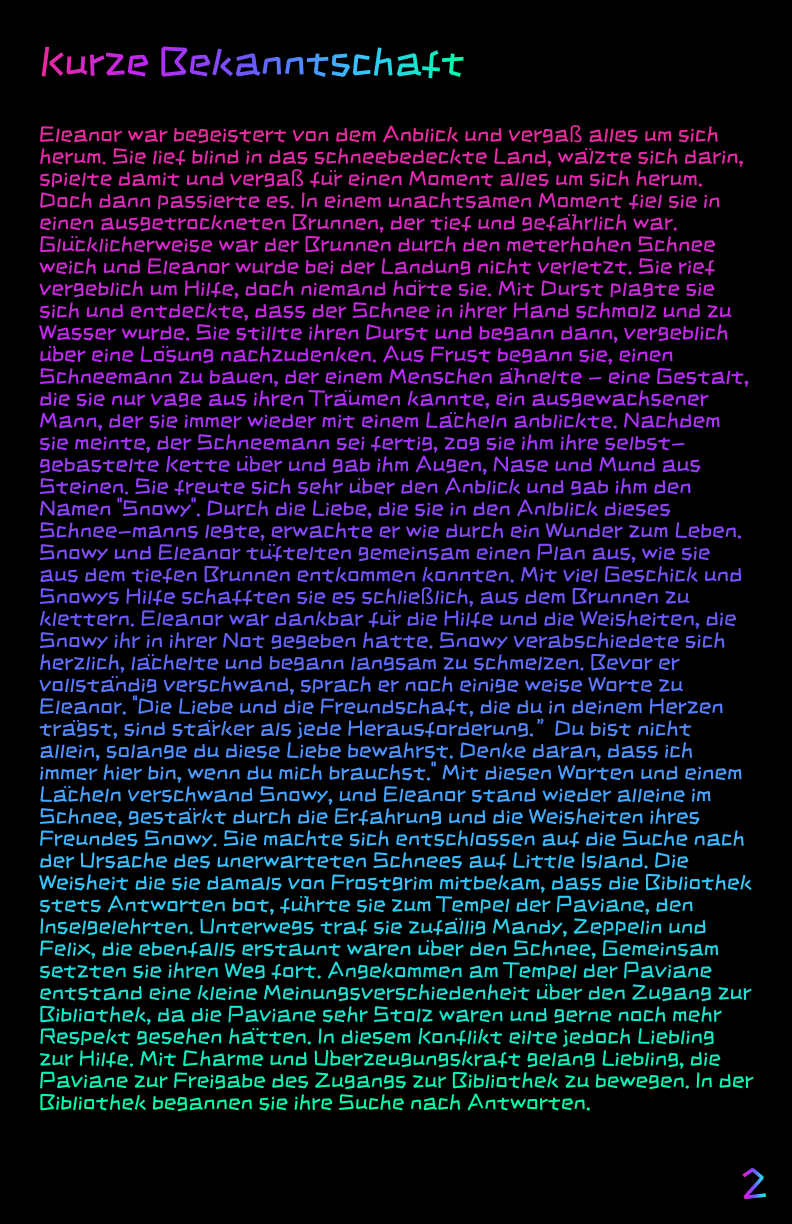 Kurze Bekanntschaft
Eleanor war begeistert von dem Anblick und vergaß alles um sich
herum. Sie lief blind in das schneebedeckte Land, wälzte sich darin,
spielte damit und vergaß für einen Moment alles um sich herum.
Doch dann passierte es. In einem unachtsamen Moment fiel sie in
einen ausgetrockneten Brunnen, der tief und gefährlich war.
Glücklicherweise war der Brunnen durch den meterhohen Schnee
weich und Eleanor wurde bei der Landung nicht verletzt. Sie rief
vergeblich um Hilfe, doch niemand hörte sie. Mit Durst plagte sie
sich und entdeckte, dass der Schnee in ihrer Hand schmolz und zu
Wasser wurde. Sie stillte ihren Durst und begann dann, vergeblich
über eine Lösung nachzudenken. Aus Frust begann sie, einen
Schneemann zu bauen, der einem Menschen ähnelte – eine Gestalt,
die sie nur vage aus ihren Träumen kannte, ein ausgewachsener
Mann, der sie immer wieder mit einem Lächeln anblickte. Nachdem
sie meinte, der Schneemann sei fertig, zog sie ihm ihre selbst-
gebastelte Kette über und gab ihm Augen, Nase und Mund aus
Steinen. Sie freute sich sehr über den Anblick und gab ihm den
Namen "Snowy". Durch die Liebe, die sie in den Anlblick dieses
Schnee-manns legte, erwachte er wie durch ein Wunder zum Leben.
Snowy und Eleanor tüftelten gemeinsam einen Plan aus, wie sie
aus dem tiefen Brunnen entkommen konnten. Mit viel Geschick und
Snowys Hilfe schafften sie es schließlich, aus dem Brunnen zu
klettern. Eleanor war dankbar für die Hilfe und die Weisheiten, die
Snowy ihr in ihrer Not gegeben hatte. Snowy verabschiedete sich
herzlich, lächelte und begann langsam zu schmelzen. Bevor er
vollständig verschwand, sprach er noch einige weise Worte zu
Eleanor. "Die Liebe und die Freundschaft, die du in deinem Herzen
trägst, sind stärker als jede Herausforderung.” Du bist nicht
allein, solange du diese Liebe bewahrst. Denke daran, dass ich
immer hier bin, wenn du mich brauchst." Mit diesen Worten und einem
Lächeln verschwand Snowy, und Eleanor stand wieder alleine im
Schnee, gestärkt durch die Erfahrung und die Weisheiten ihres
Freundes Snowy. Sie machte sich entschlossen auf die Suche nach
der Ursache des unerwarteten Schnees auf Little Island. Die
Weisheit die sie damals von Frostgrim mitbekam, dass die Bibliothek
stets Antworten bot, führte sie zum Tempel der Paviane, den
Inselgelehrten. Unterwegs traf sie zufällig Mandy, Zeppelin und
Felix, die ebenfalls erstaunt waren über den Schnee, Gemeinsam
setzten sie ihren Weg fort. Angekommen am Tempel der Paviane
entstand eine kleine Meinungsverschiedenheit über den Zugang zur
Bibliothek, da die Paviane sehr Stolz waren und gerne noch mehr
Respekt gesehen hätten. In diesem Konflikt eilte jedoch Liebling
zur Hilfe. Mit Charme und Überzeugungskraft gelang Liebling, die
Paviane zur Freigabe des Zugangs zur Bibliothek zu bewegen. In der
Bibliothek begannen sie ihre Suche nach Antworten.
2